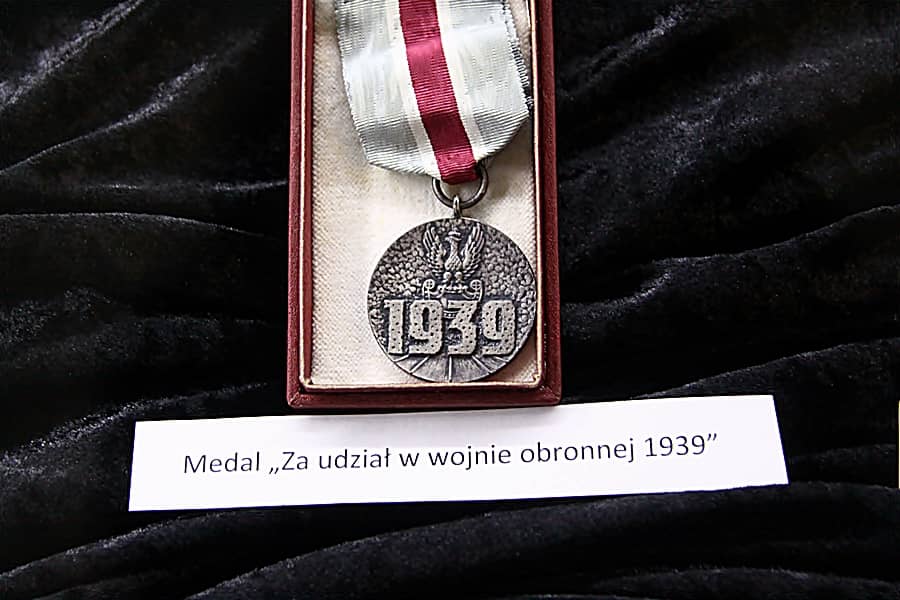 1939
Medal „Za udział w wojnie obronnej 1939”